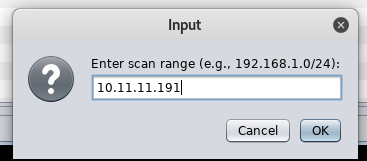 Input
Enter scan range (e.g., 192.168.1.0/24):
10.11.11.191
Cancel OK